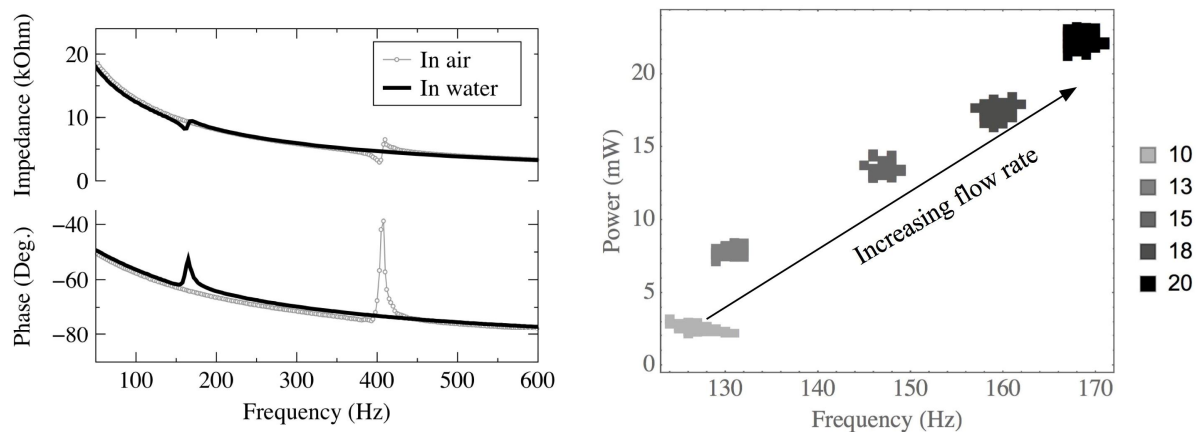 20
10
0
Impedance (kOhm)
In air
In water
−40
−60
−80
Phase (Deg.)
100 200 300 400 500 600
Frequency (Hz)
20
15
10
5
0
Power (mW)
Increasing flow rate
130 140 150 160 170
Frequency (Hz)
10
13
15
18
20